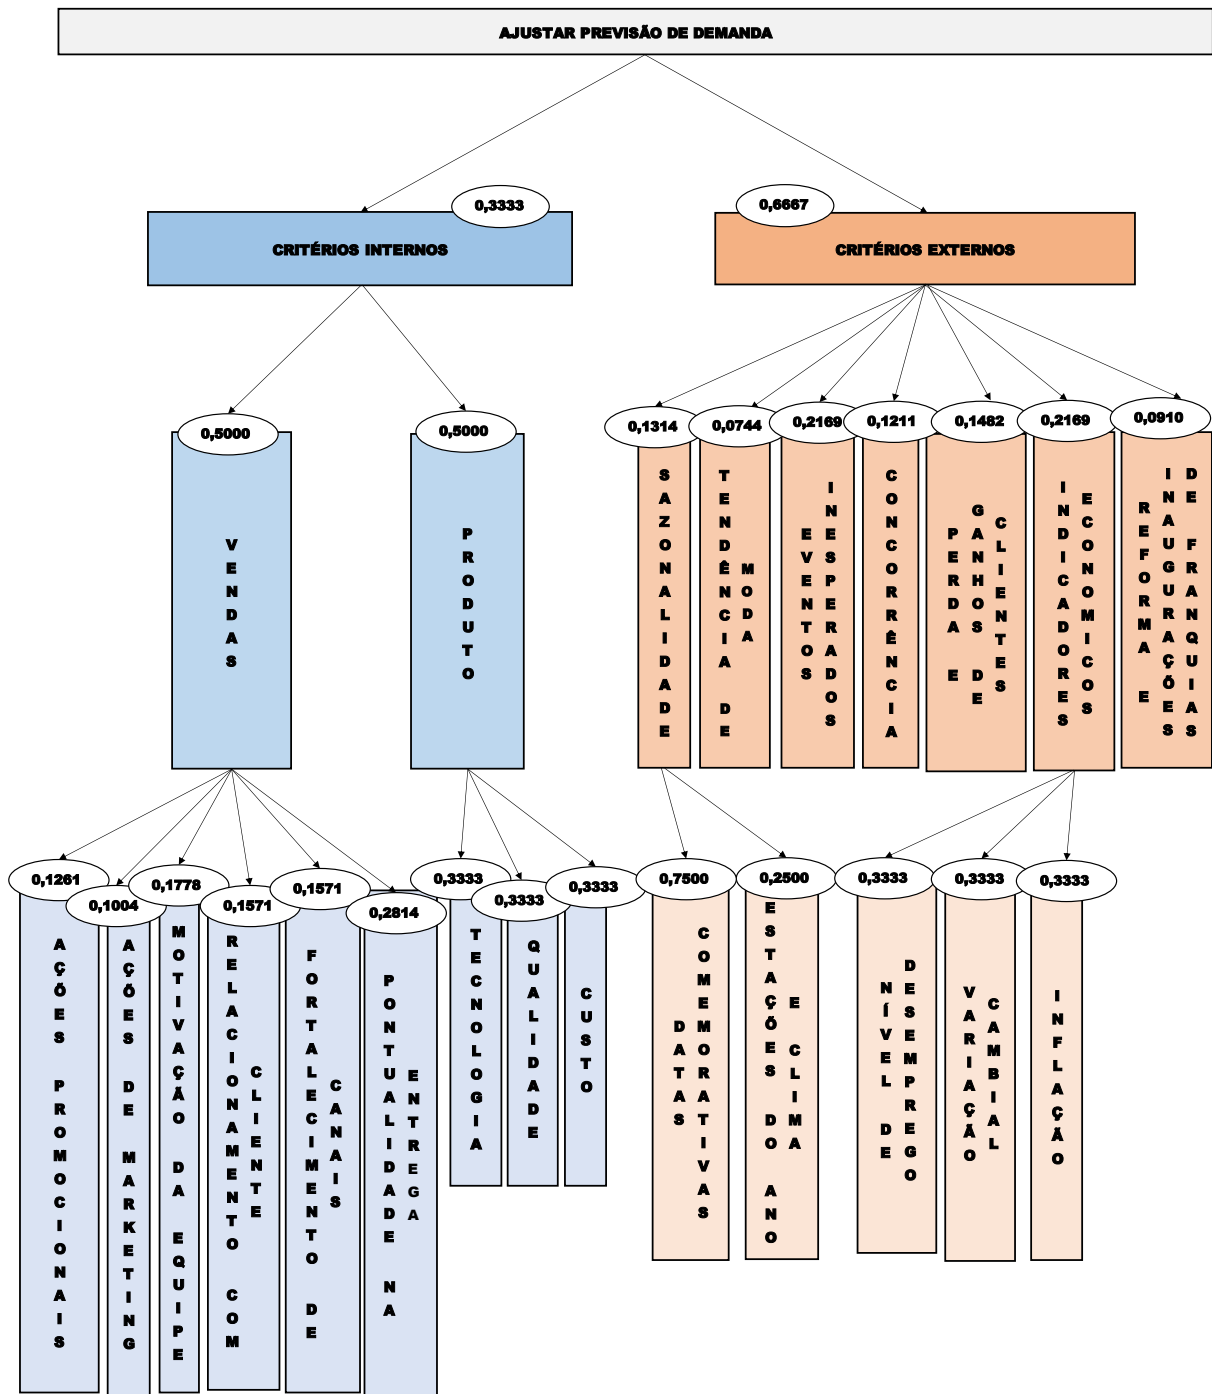 AJUSTAR PREVISÃO DE DEMANDA
0,3333
CRITÉRIOS INTERNOS
0,6667
CRITÉRIOS EXTERNOS
0,5000
VENDAS
0,5000
PRODUTO
0,1314
SAZONALIDADE
0,0744
TENDÊNCIA DE
MODA
0,2169
EVENTOS
INESPERADOS
0,1211
CONCORRÊNCIA
0,1482
PERDA E
GANHOS DE
CLIENTES
0,2169
INDICADORES
ECONOMICOS
0,0910
REFORMA E
INAUGURAÇÕES
DE FRANQUIAS
0,1261
AÇÕES PROMOCIONAIS
0,1004
AÇÕES DE MARKETING
0,1778
MOTIVAÇÃO DA EQUIPE
0,1571
RELACIONAMENTO COM
CLIENTE
0,1571
FORTALECIMENTO DE
CANAIS
0,2814
PONTUALIDADE NA
ENTREGA
0,3333
TECNOLOGIA
0,3333
QUALIDADE
0,3333
CUSTO
0,7500
DATAS
COMEMORATIVAS
0,2500
ESTAÇÕES DO ANO
E CLIMA
0,3333
NÍVEL DE
DESEMPREGO
0,3333
VARIAÇÃO
CAMBIAL
0,3333
INFLAÇÃO